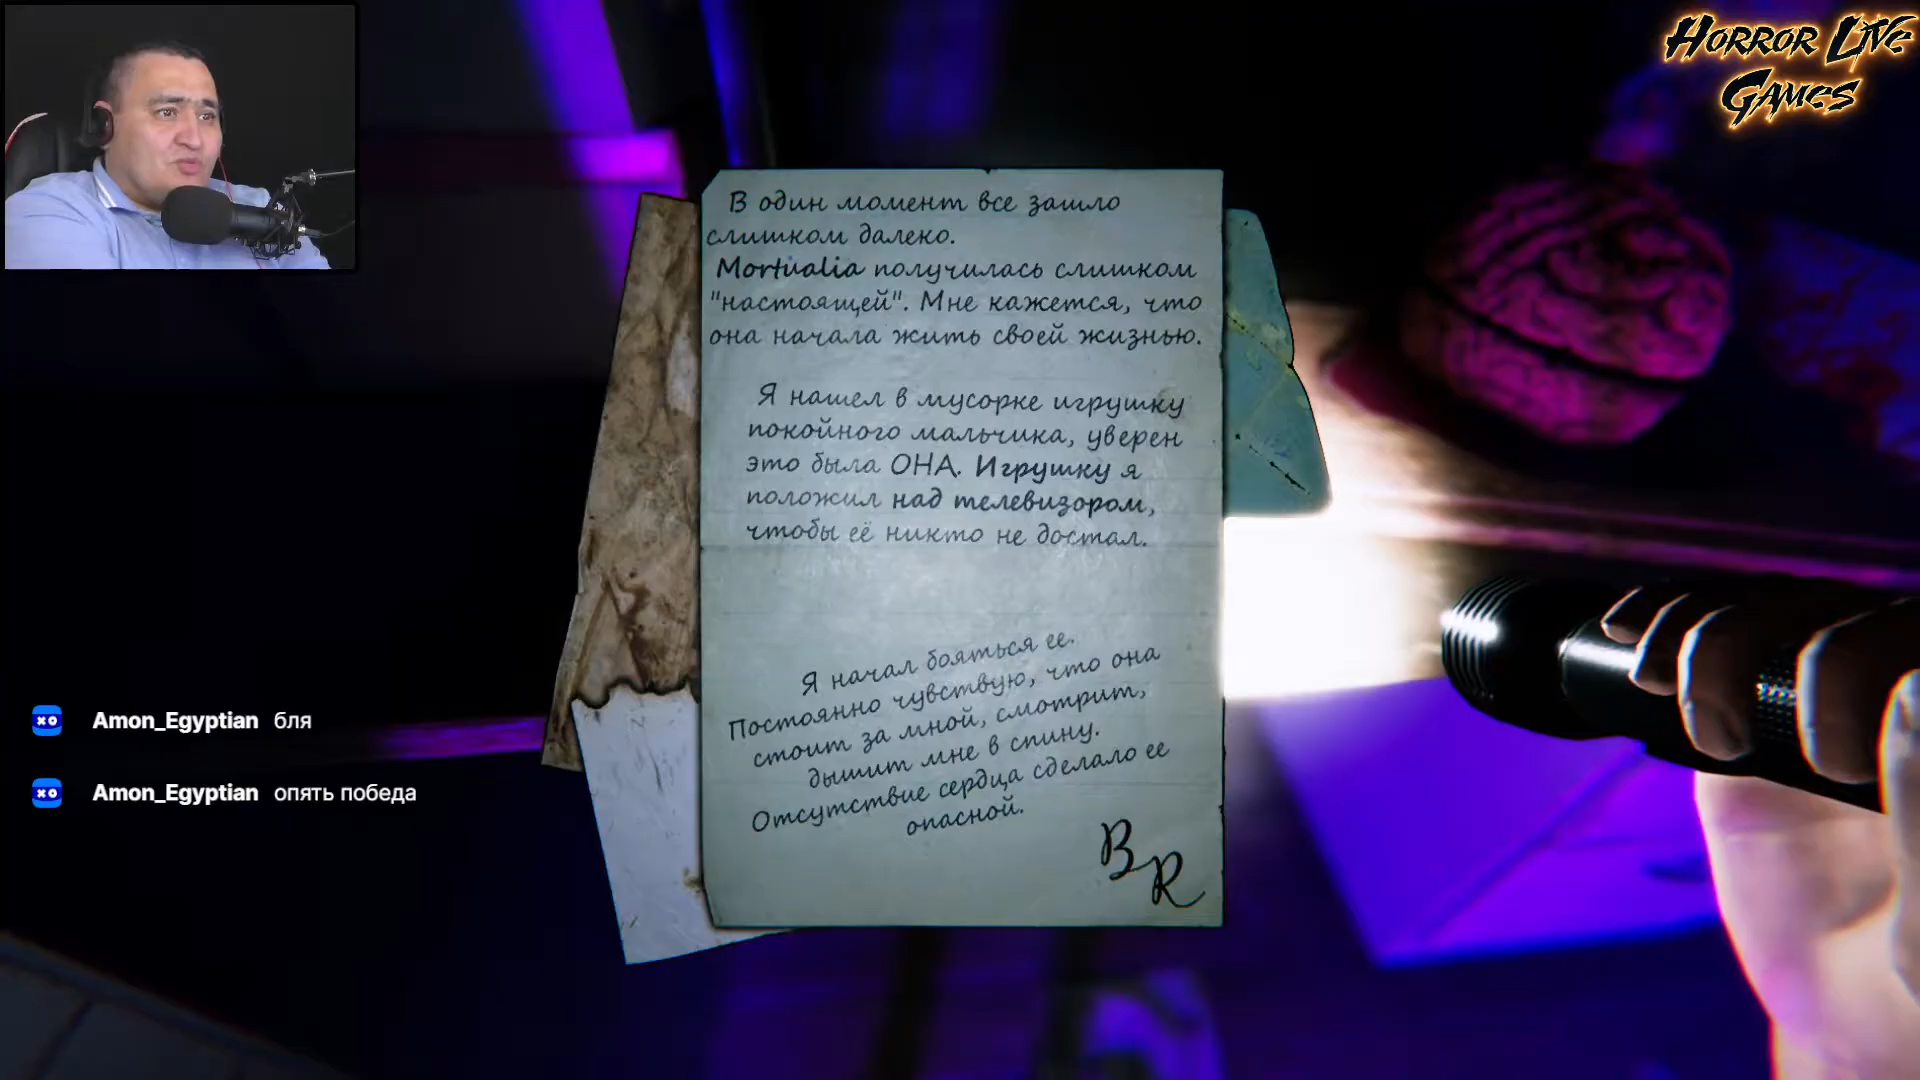 Horror Live
Games
В один момент все зашло
слишком далеко.
Mortualia получилась слишком
"настоящей". Мне кажется, что
она начала жить своей жизнью.
Я нашел в мусорке игрушку
покойного мальчика, уверен
это была ОНА. Игрушку я
положил над телевизором,
чтобы её никто не достал.
Я начал бояться ее.
Постоянно чувствую, что она
стоит за мной, смотрит,
дышит мне в спину.
Отсутствие сердца сделало ее
опасной.
BR
Amon_Egyptian бля
Amon_Egyptian опять победа